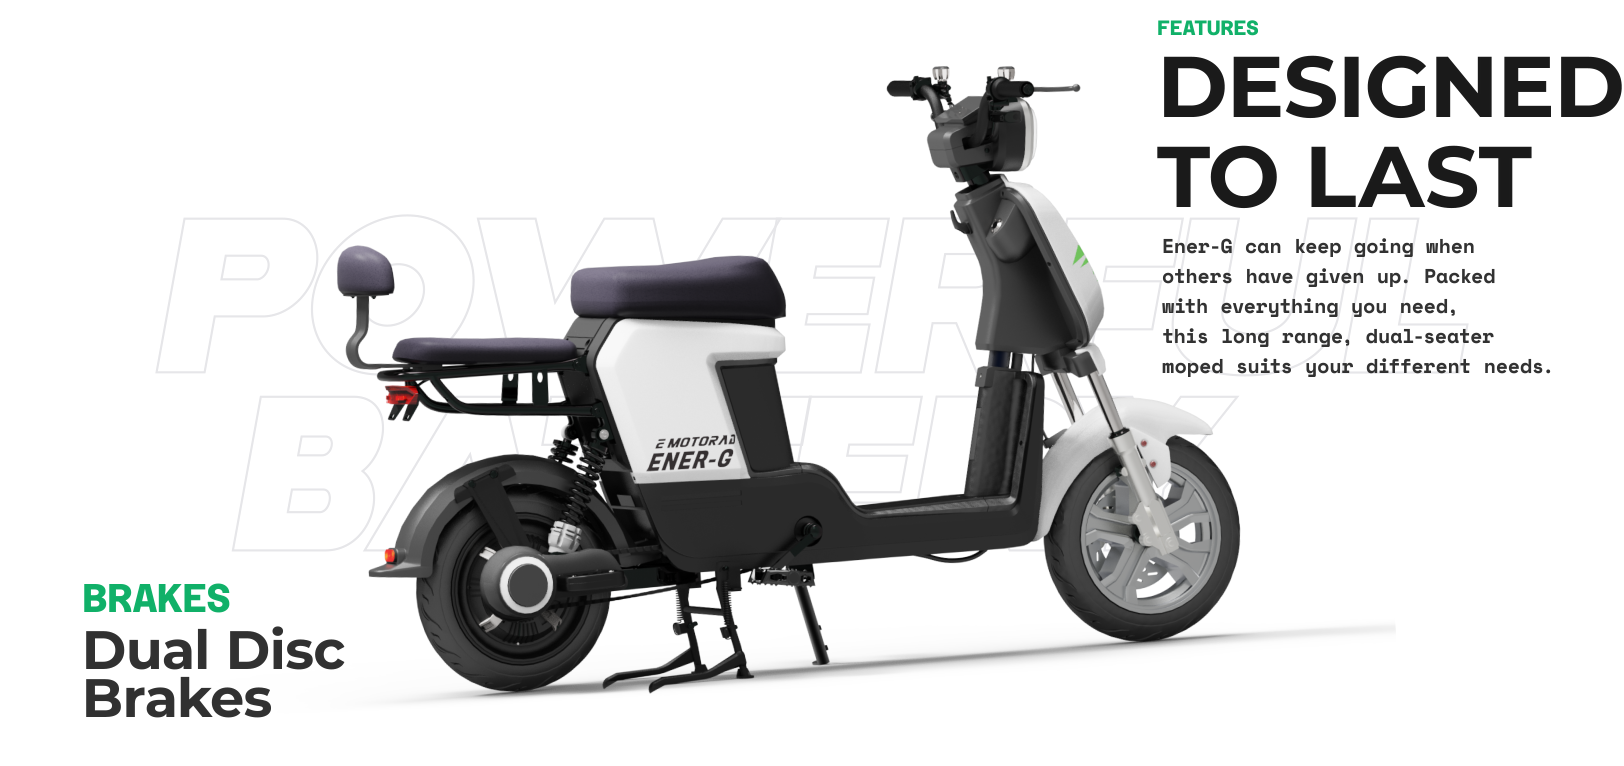 FEATURES
DESIGNED
TO LAST
Ener-G can keep going when
others have given up. Packed
with everything you need,
this long range, dual-seater
moped suits your different needs.
POWERFUL
BATTERY
EMOTORAD
ENER-G
BRAKES
Dual Disc
Brakes